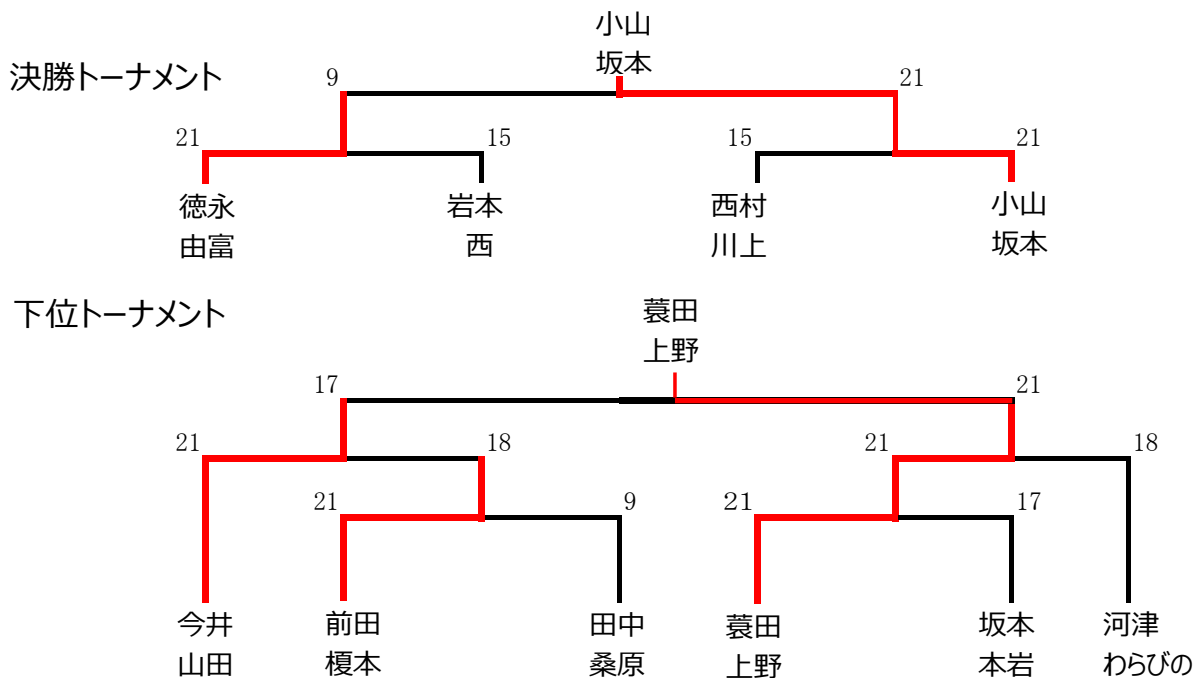 小山
坂本
決勝トーナメント
9
21
21
15
15
21
徳永
由富
岩本
西
西村
川上
小山
坂本
下位トーナメント
蓑田
上野
17
21
21
18
21
18
21
9
21
17
今井
山田
前田
榎本
田中
桑原
蓑田
上野
坂本
本岩
河津
わらびの